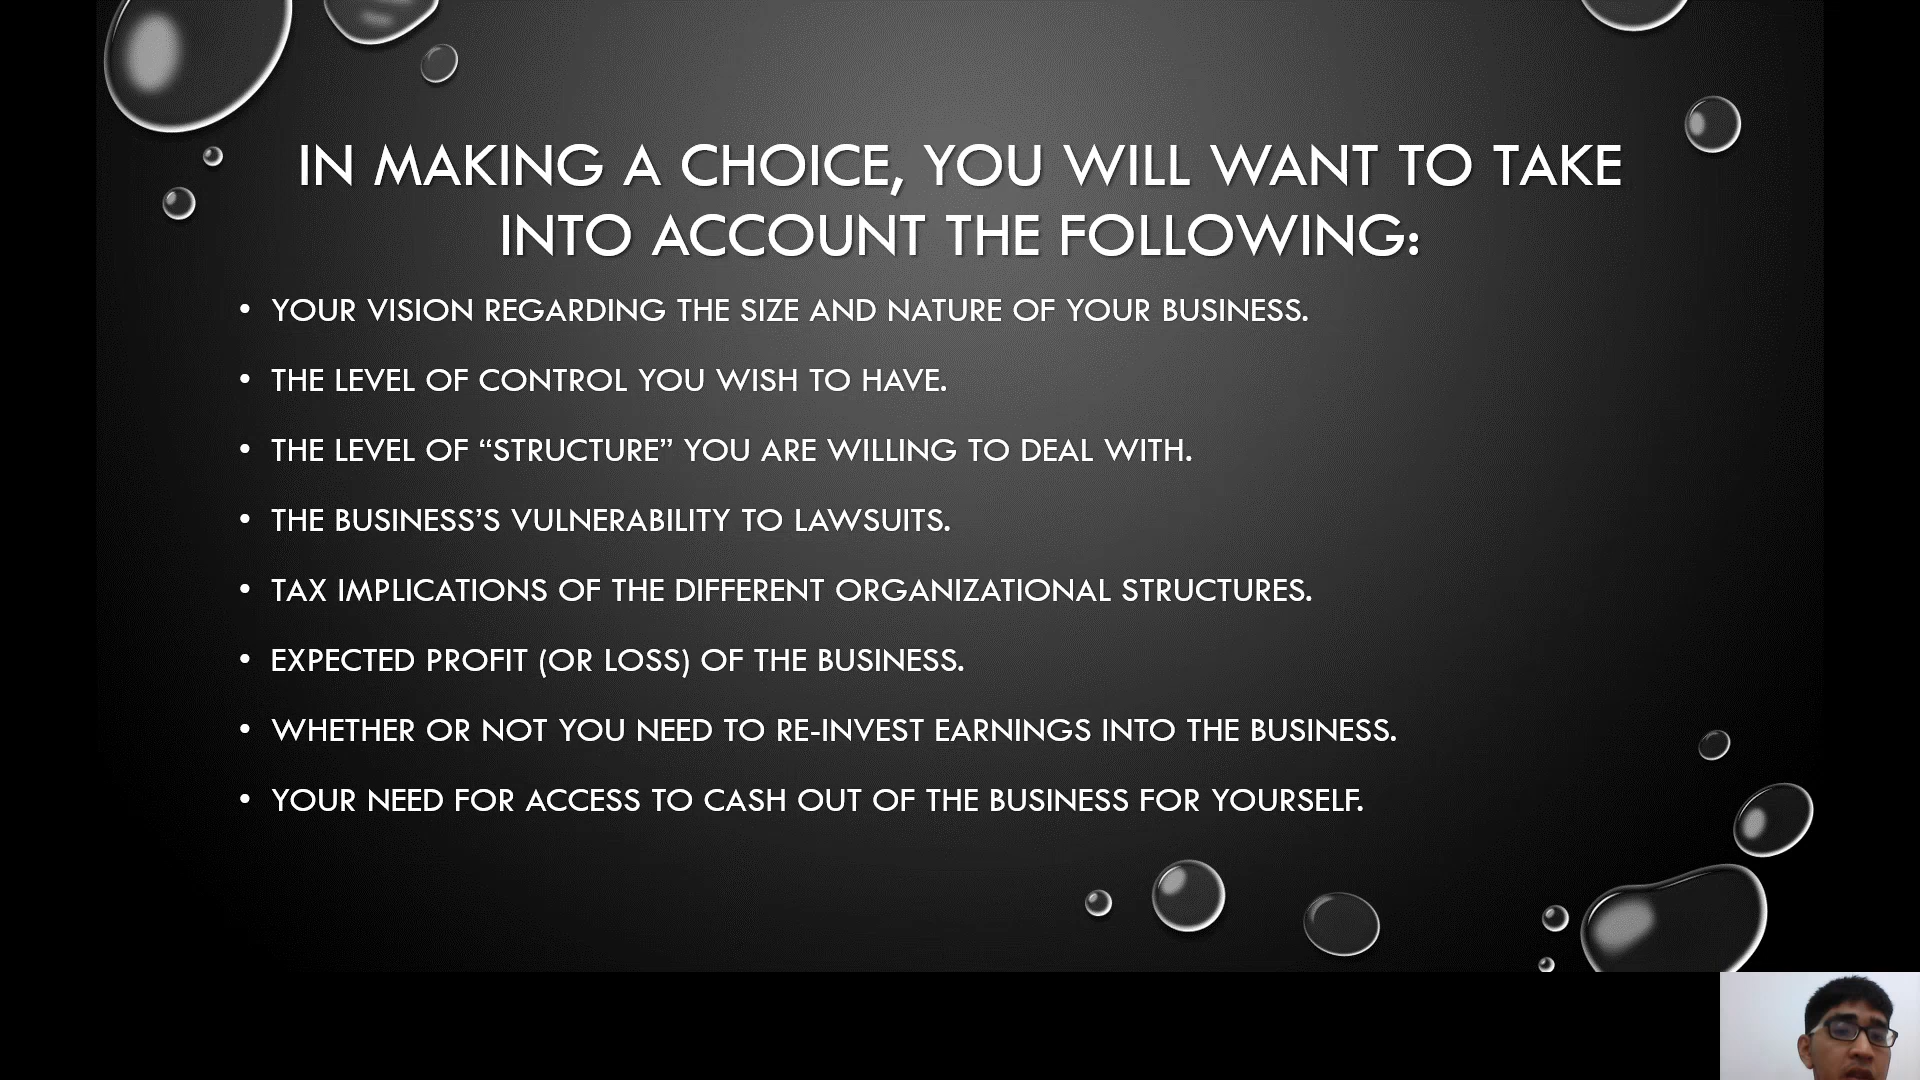 IN MAKING A CHOICE, YOU WILL WANT TO TAKE
INTO ACCOUNT THE FOLLOWING:
• YOUR VISION REGARDING THE SIZE AND NATURE OF YOUR BUSINESS.
• THE LEVEL OF CONTROL YOU WISH TO HAVE.
• THE LEVEL OF “STRUCTURE” YOU ARE WILLING TO DEAL WITH.
• THE BUSINESS’S VULNERABILITY TO LAWSUITS.
• TAX IMPLICATIONS OF THE DIFFERENT ORGANIZATIONAL STRUCTURES.
• EXPECTED PROFIT (OR LOSS) OF THE BUSINESS.
• WHETHER OR NOT YOU NEED TO RE-INVEST EARNINGS INTO THE BUSINESS.
• YOUR NEED FOR ACCESS TO CASH OUT OF THE BUSINESS FOR YOURSELF.